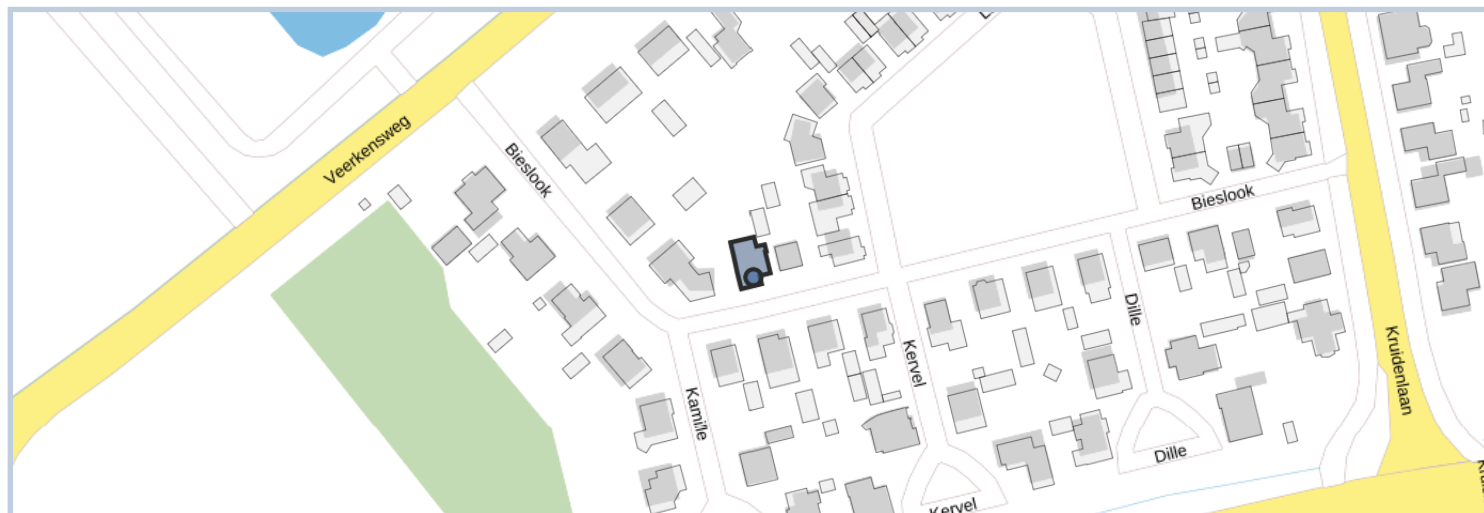 Veerkensweg
Bieslook
Bieslook
Dille
Kervel
Kruidenlaan
Kamille
Dille
Kervel